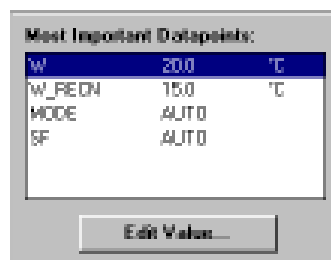 Most Important Datapoints:
W 20.0 °C
W_RECN 15.0 °C
MODE AUTO
SF AUTO
Edit Value...